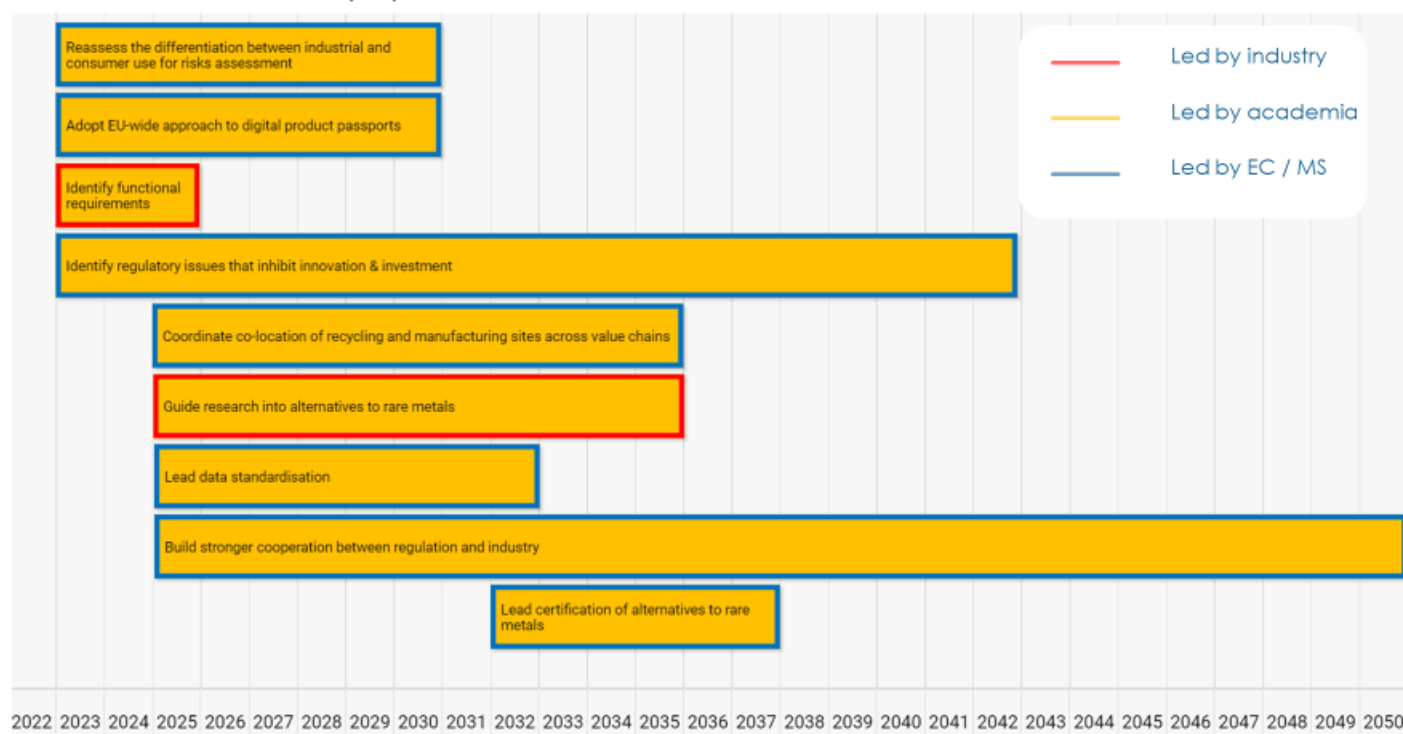 Reassess the differentiation between industrial and
consumer use for risks assessment
Adopt EU-wide approach to digital product passports
Identify functional
requirements
Identify regulatory issues that inhibit innovation & investment
Coordinate co-location of recycling and manufacturing sites across value chains
Guide research into alternatives to rare metals
Lead data standardisation
Build stronger cooperation between regulation and industry
Lead certification of alternatives to rare
metals
Led by industry
Led by academia
Led by EC / MS
2022 2023 2024 2025 2026 2027 2028 2029 2030 2031 2032 2033 2034 2035 2036 2037 2038 2039 2040 2041 2042 2043 2044 2045 2046 2047 2048 2049 2050